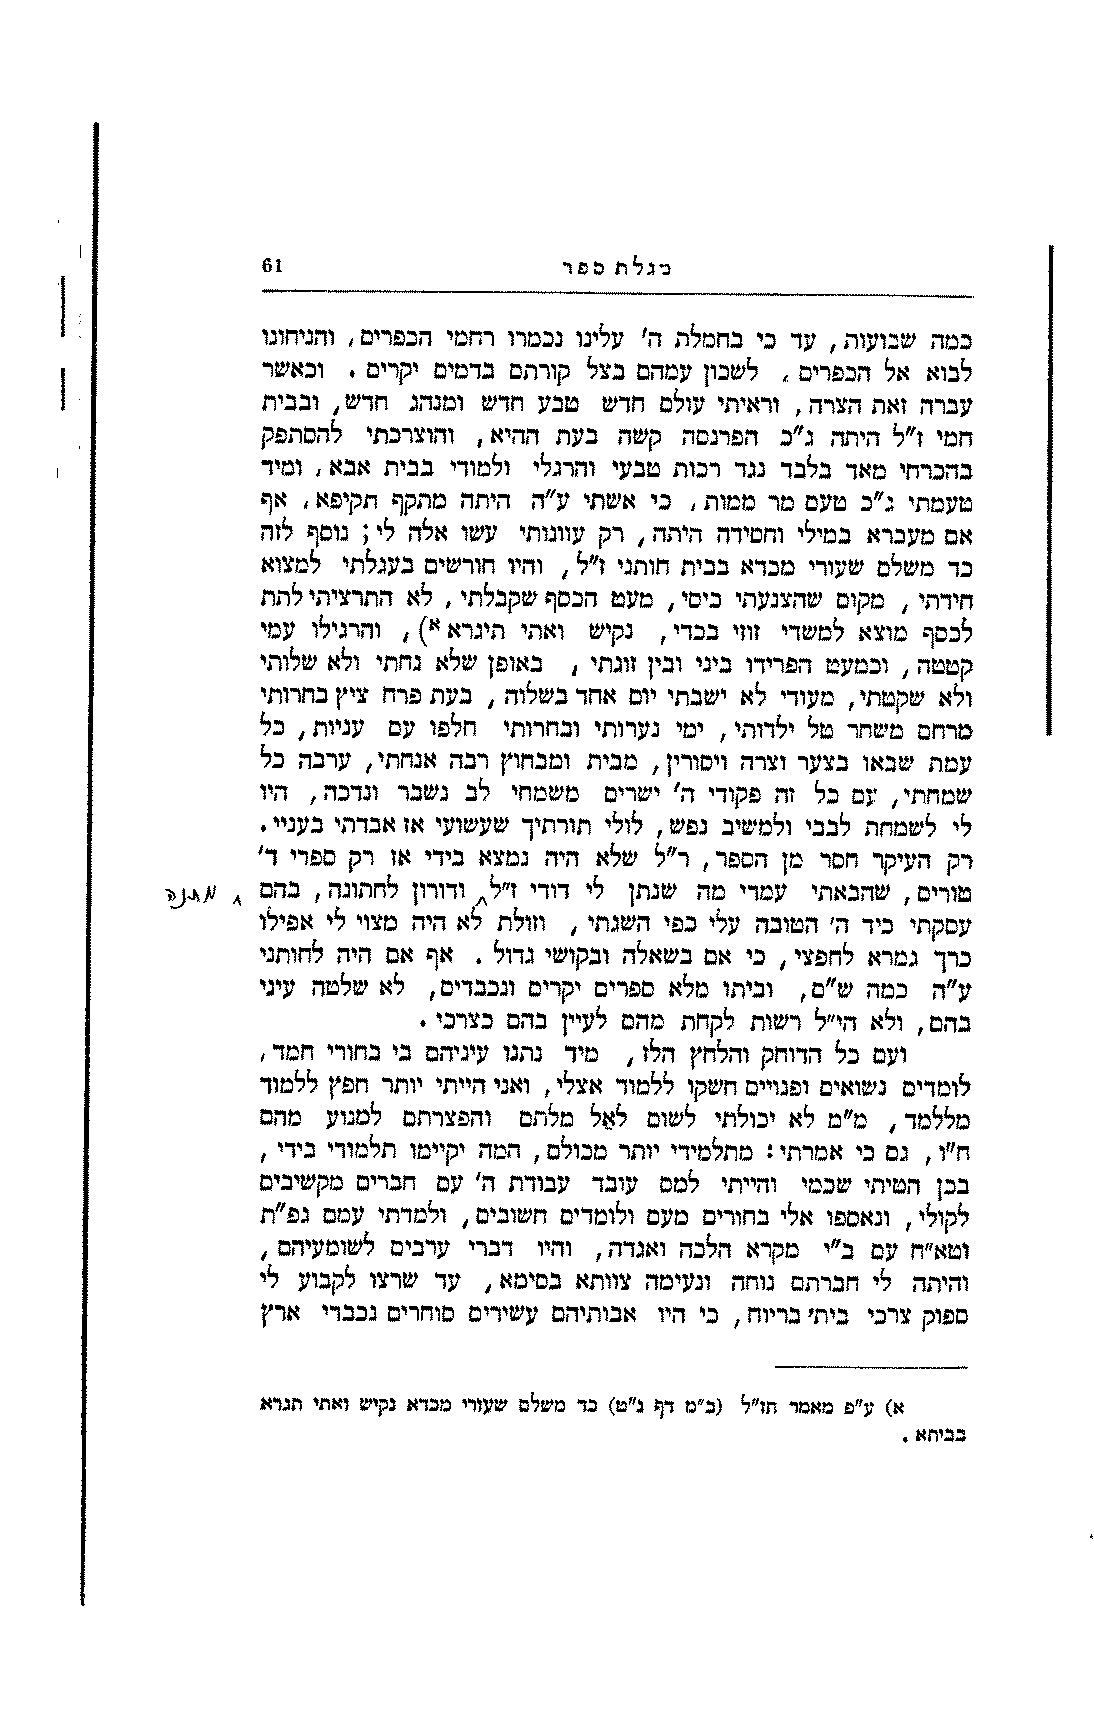 מגלת ספר 61
כמה שבועות, עד כי בחמלת ה' עלינו נכמרו רחמי הכפרים, והניחונו
לבוא אל הכפרים, לשכון עמהם בצל קורתם בדמים יקרים. וכאשר
עברה זאת הצרה, וראיתי עולם חדש טבע חדש ומנהג חדש, ובבית
חמי ז"ל היתה ג"כ הפרנסה קשה בעת ההיא, והוצרכתי להסתפק
בהכרחי מאד בלבד נגד רכות טבעי והרגלי ולמודי בבית אבא, ומיד
טעמתי ג"כ טעם מר ממות, כי אשתי ע"ה היתה מתקף תקיפא, אף
אם מעברא במילי וחסידה היתה, רק עוונותי עשו אלה לי; נוסף לזה
כד משלם שעורי מכדא בבית חותני ז"ל, והיו חורשים בעגלתי למצוא
חידתי, מקום שהצנעתי כיסי, מעט הכסף שקבלתי, לא התרציתי לתת
לכסף מוצא למשדי זוזי בכדי, נקיש ואתי תיגרא א), והרגילו עמי
קטטה, וכמעט הפרידו ביני ובין זוגתי, באופן שלא נחתי ולא שלותי
ולא שקטתי, מעודי לא ישבתי יום אחד בשלוה, בעת פרח ציץ בחרותי
מרחם משחר טל ילדותי, ימי נערותי ובחרותי חלפו עם עניות, כל
עמת שבאו בצער וצרה ויסורין, מבית ומבחוץ רבה אנחתי, ערבה כל
שמחתי, עם כל זה פקודי ה' ישרים משמחי לב נשבר ונדכה, היו
לי לשמחת לבבי ולמשיב נפש, לולי תורתיך שעשועי אז אבדתי בעניי.
רק העיקר חסר מן הספר, ר"ל שלא היה נמצא בידי אז רק ספרי ד'
טורים, שהבאתי עמדי מה שנתן לי דודי ז"ל ודורון לחתונה, בהם ‸ מתנה
עסקתי כיד ה' הטובה עלי כפי השגתי, וזולת לא היה מצוי לי אפילו
כרך גמרא לחפצי, כי אם בשאלה ובקושי גדול. אף אם היה לחותני
ע"ה כמה ש"ם, וביתו מלא ספרים יקרים ונכבדים, לא שלטה עיני
בהם, ולא הי"ל רשות לקחת מהם לעיין בהם כצרכי.
ועם כל הדוחק והלחץ הלז, מיד נתנו עיניהם בי בחורי חמד,
לומדים נשואים ופנויים חשקו ללמוד אצלי, ואני הייתי יותר חפץ ללמוד
מללמד, מ"מ לא יכולתי לשום לאל מלתם והפצרתם למנוע מהם
ח"ו, גם כי אמרתי: מתלמידי יותר מכולם, המה יקיימו תלמודי בידי,
בכן הטיתי שכמי והייתי למס עובד עבודת ה' עם חברים מקשיבים
לקולי, ונאספו אלי בחורים מעם ולומדים חשובים, ולמדתי עמם גפ"ת
וטא"ח עם ב"י מקרא הלכה ואגדה, והיו דברי ערבים לשומעיהם,
והיתה לי חברתם נוחה ונעימה צוותא בסימא, עד שרצו לקבוע לי
ספוק צרכי בית' בריוח, כי היו אבותיהם עשירים סוחרים נכבדי ארץ
א) ע"פ מאמר חז"ל (ב"מ דף נ"ט) כד משלם שעורי מכדא נקיש ואתי תגרא
בביתא.